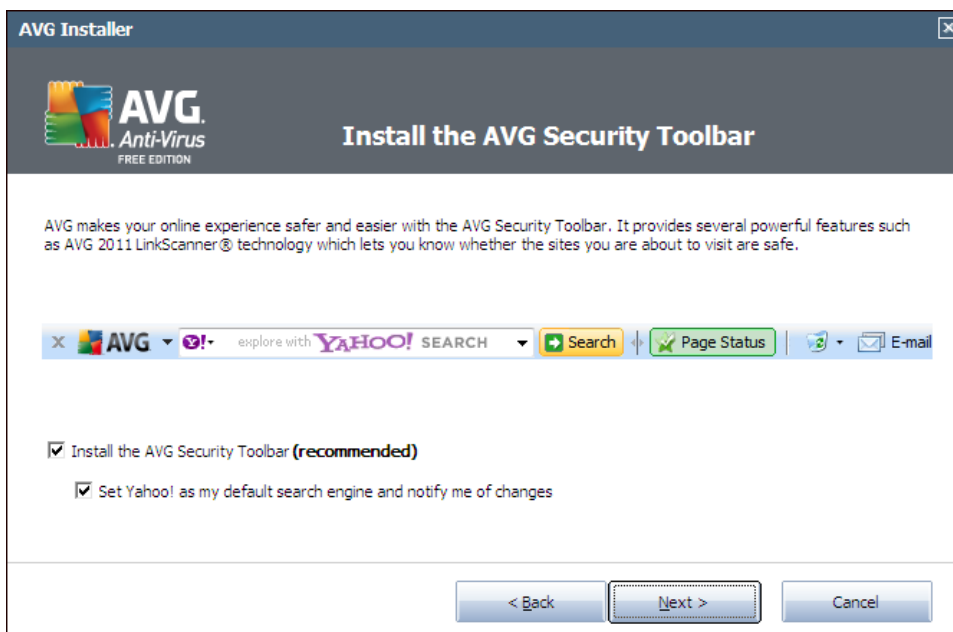 AVG Installer
AVG.
Anti-Virus
FREE EDITION
Install the AVG Security Toolbar
AVG makes your online experience safer and easier with the AVG Security Toolbar. It provides several powerful features such
as AVG 2011 LinkScanner® technology which lets you know whether the sites you are about to visit are safe.
AVG Y! explore with YAHOO! SEARCH Search Page Status E-mail
Install the AVG Security Toolbar (recommended)
Set Yahoo! as my default search engine and notify me of changes
< Back Next > Cancel